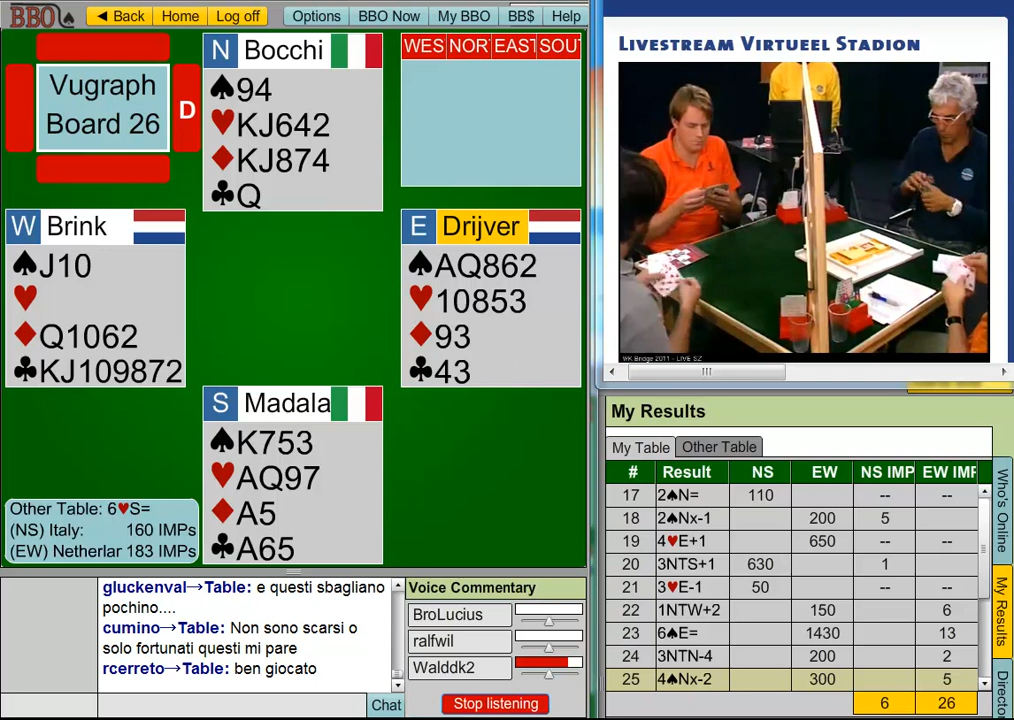 BBO ◄ Back Home Log off Options BBO Now My BBO BB$ Help
Vugraph
Board 26
D
N Bocchi
♠94
♥KJ642
♦KJ874
♣Q
WES NOR EAST SOU
W Brink
♠J10
♥
♦Q1062
♣KJ109872
E Drijver
♠AQ862
♥10853
♦93
♣43
S Madala
♠K753
♥AQ97
♦A5
♣A65
Other Table: 6♥S=
(NS) Italy: 160 IMPs
(EW) Netherlar 183 IMPs
gluckenval→Table: e questi sbagliano
pochino....
cumino→Table: Non sono scarsi o
solo fortunati questi mi pare
rcerreto→Table: ben giocato
Chat
Voice Commentary
BroLucius
ralfwil
Walddk2
Stop listening
Livestream Virtueel Stadion
WK Bridge 2011 - LIVE SZ
My Results
My Table Other Table
# Result NS EW NS IMP EW IMF
17 2♠N= 110 -- --
18 2♠Nx-1 200 5
19 4♥E+1 650 -- --
20 3NTS+1 630 1
21 3♥E-1 50 -- --
22 1NTW+2 150 6
23 6♠E= 1430 13
24 3NTN-4 200 2
25 4♠Nx-2 300 5
6 26
Who's Online
My Results
Director